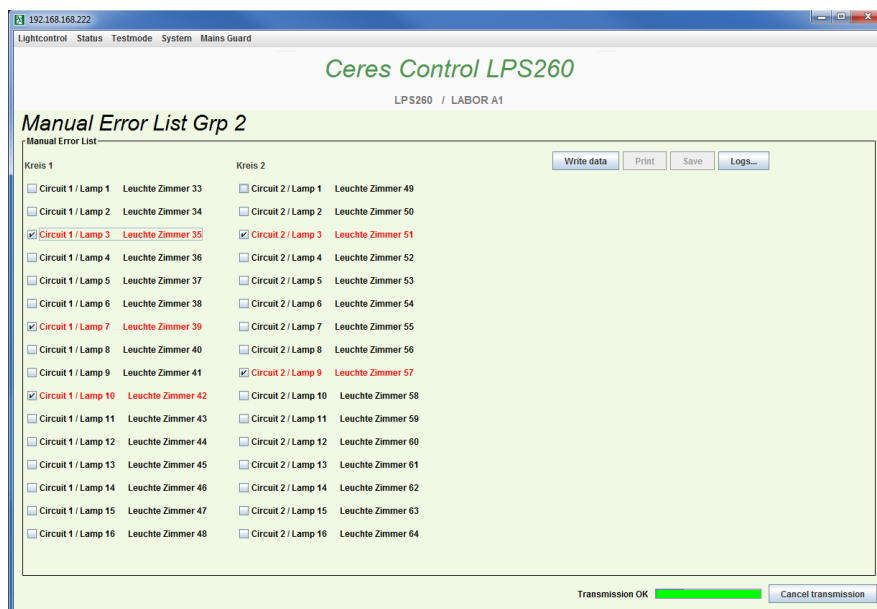 192.168.168.222
Lightcontrol Status Testmode System Mains Guard
Ceres Control LPS260
LPS260 / LABOR A1
Manual Error List Grp 2
Manual Error List
Kreis 1 Kreis 2 Write data Print Save Logs...
Circuit 1 / Lamp 1 Leuchte Zimmer 33 Circuit 2 / Lamp 1 Leuchte Zimmer 49
Circuit 1 / Lamp 2 Leuchte Zimmer 34 Circuit 2 / Lamp 2 Leuchte Zimmer 50
Circuit 1 / Lamp 3 Leuchte Zimmer 35 Circuit 2 / Lamp 3 Leuchte Zimmer 51
Circuit 1 / Lamp 4 Leuchte Zimmer 36 Circuit 2 / Lamp 4 Leuchte Zimmer 52
Circuit 1 / Lamp 5 Leuchte Zimmer 37 Circuit 2 / Lamp 5 Leuchte Zimmer 53
Circuit 1 / Lamp 6 Leuchte Zimmer 38 Circuit 2 / Lamp 6 Leuchte Zimmer 54
Circuit 1 / Lamp 7 Leuchte Zimmer 39 Circuit 2 / Lamp 7 Leuchte Zimmer 55
Circuit 1 / Lamp 8 Leuchte Zimmer 40 Circuit 2 / Lamp 8 Leuchte Zimmer 56
Circuit 1 / Lamp 9 Leuchte Zimmer 41 Circuit 2 / Lamp 9 Leuchte Zimmer 57
Circuit 1 / Lamp 10 Leuchte Zimmer 42 Circuit 2 / Lamp 10 Leuchte Zimmer 58
Circuit 1 / Lamp 11 Leuchte Zimmer 43 Circuit 2 / Lamp 11 Leuchte Zimmer 59
Circuit 1 / Lamp 12 Leuchte Zimmer 44 Circuit 2 / Lamp 12 Leuchte Zimmer 60
Circuit 1 / Lamp 13 Leuchte Zimmer 45 Circuit 2 / Lamp 13 Leuchte Zimmer 61
Circuit 1 / Lamp 14 Leuchte Zimmer 46 Circuit 2 / Lamp 14 Leuchte Zimmer 62
Circuit 1 / Lamp 15 Leuchte Zimmer 47 Circuit 2 / Lamp 15 Leuchte Zimmer 63
Circuit 1 / Lamp 16 Leuchte Zimmer 48 Circuit 2 / Lamp 16 Leuchte Zimmer 64
Transmission OK Cancel transmission